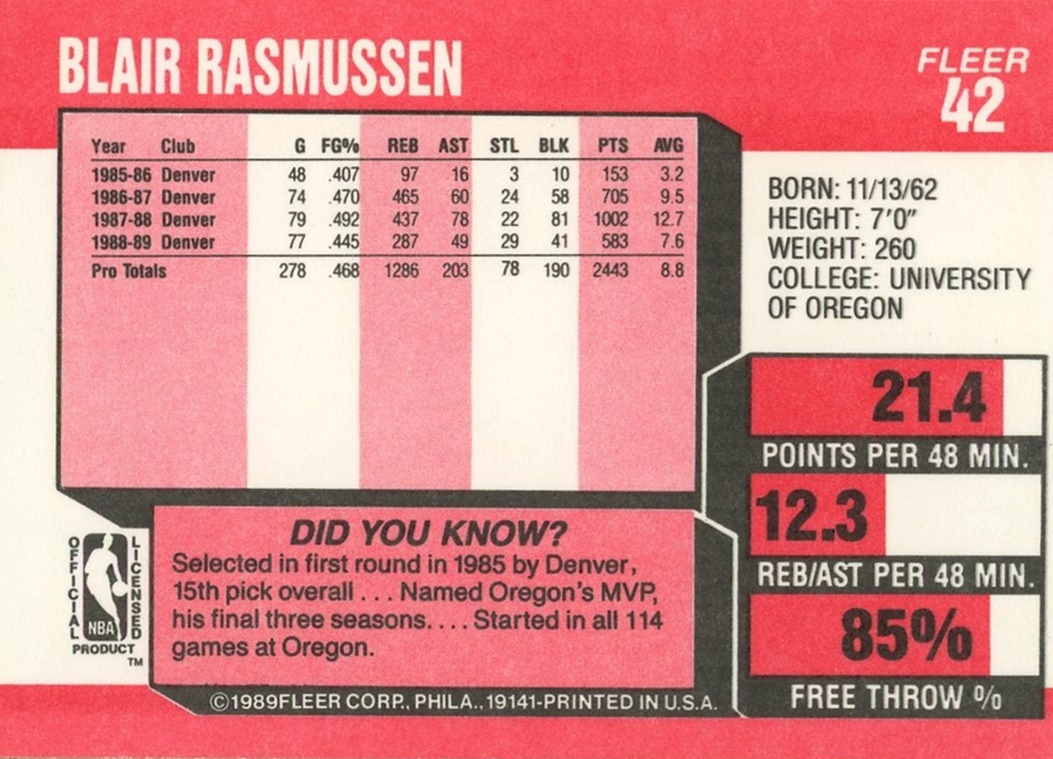 BLAIR RASMUSSEN
FLEER
42
Year Club G FG% REB AST STL BLK PTS AVG
1985-86 Denver 48 .407 97 16 3 10 153 3.2
1986-87 Denver 74 .470 465 60 24 58 705 9.5
1987-88 Denver 79 .492 437 78 22 81 1002 12.7
1988-89 Denver 77 .445 287 49 29 41 583 7.6
Pro Totals 278 .468 1286 203 78 190 2443 8.8
BORN: 11/13/62
HEIGHT: 7'0"
WEIGHT: 260
COLLEGE: UNIVERSITY
OF OREGON
21.4
POINTS PER 48 MIN.
12.3
REB/AST PER 48 MIN.
85%
FREE THROW %
DID YOU KNOW?
Selected in first round in 1985 by Denver,
15th pick overall . . . Named Oregon's MVP,
his final three seasons. . . . Started in all 114
games at Oregon.
OFFICIAL
LICENSED
NBA
PRODUCT
TM
©1989FLEER CORP., PHILA., 19141-PRINTED IN U.S.A.